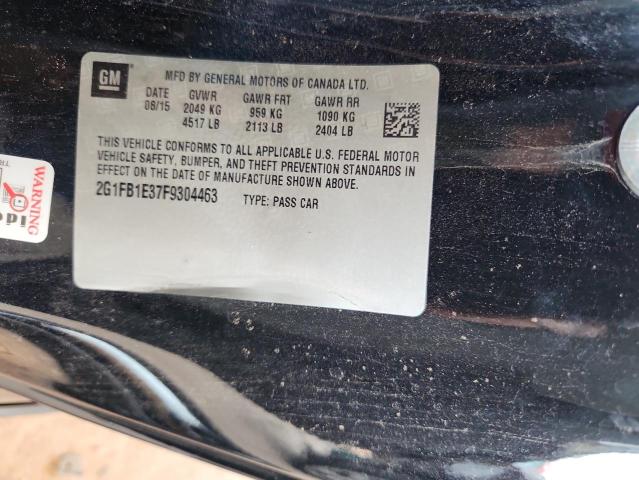 GM
MFD BY GENERAL MOTORS OF CANADA LTD.
DATE GVWR GAWR FRT GAWR RR
06/15 2049 KG 959 KG 1090 KG
4517 LB 2113 LB 2404 LB
THIS VEHICLE CONFORMS TO ALL APPLICABLE U.S. FEDERAL MOTOR
VEHICLE SAFETY, BUMPER, AND THEFT PREVENTION STANDARDS IN
EFFECT ON THE DATE OF MANUFACTURE SHOWN ABOVE.
2G1FB1E37F9304463 TYPE: PASS CAR
WARNING